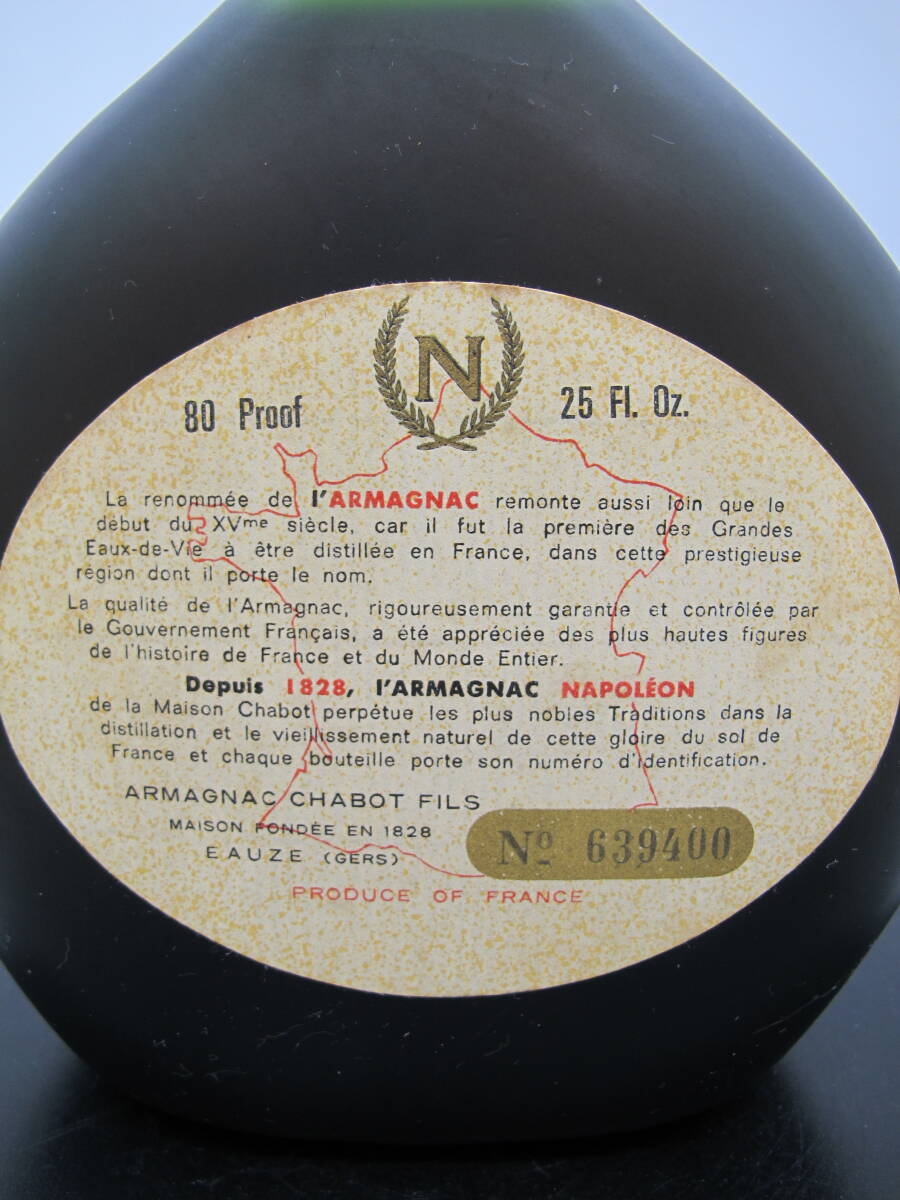 N
80 Proof
25 Fl. Oz.
La renommée de l'ARMAGNAC remonte aussi loin que le
début du XVme siècle, car il fut la première des Grandes
Eaux-de-Vie à être distillée en France, dans cette prestigieuse
région dont il porte le nom.
La qualité de l'Armagnac, rigoureusement garantie et contrôlée par
le Gouvernement Français, a été appréciée des plus hautes figures
de l'histoire de France et du Monde Entier.
Depuis 1828, l'ARMAGNAC NAPOLÉON
de la Maison Chabot perpétue les plus nobles Traditions dans la
distillation et le vieillissement naturel de cette gloire du sol de
France et chaque bouteille porte son numéro d'identification.
ARMAGNAC CHABOT FILS
MAISON FONDÉE EN 1828
EAUZE (GERS)
Nº 639400
PRODUCE OF FRANCE